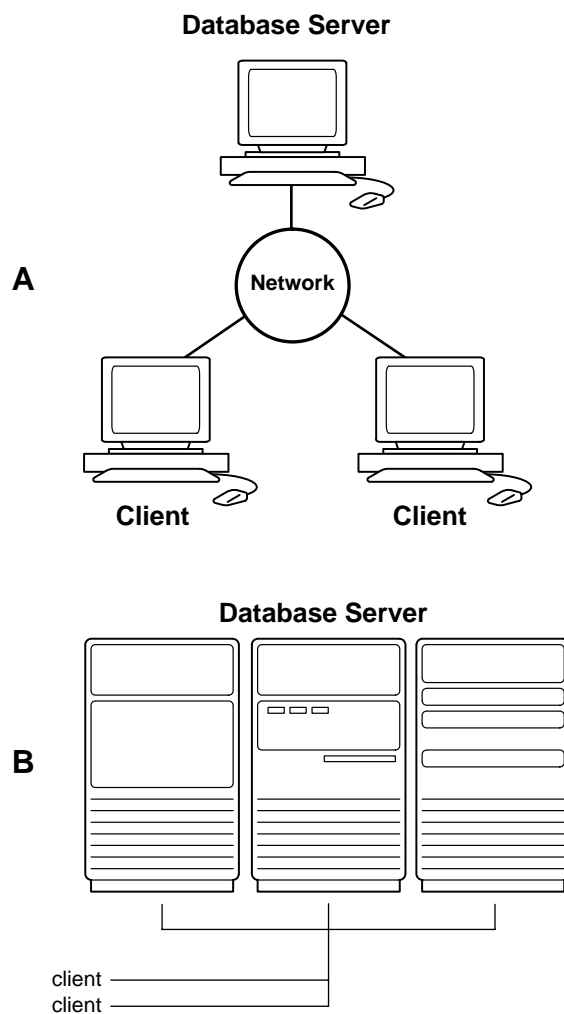 Database Server
A
Network
Client Client
Database Server
B
client
client